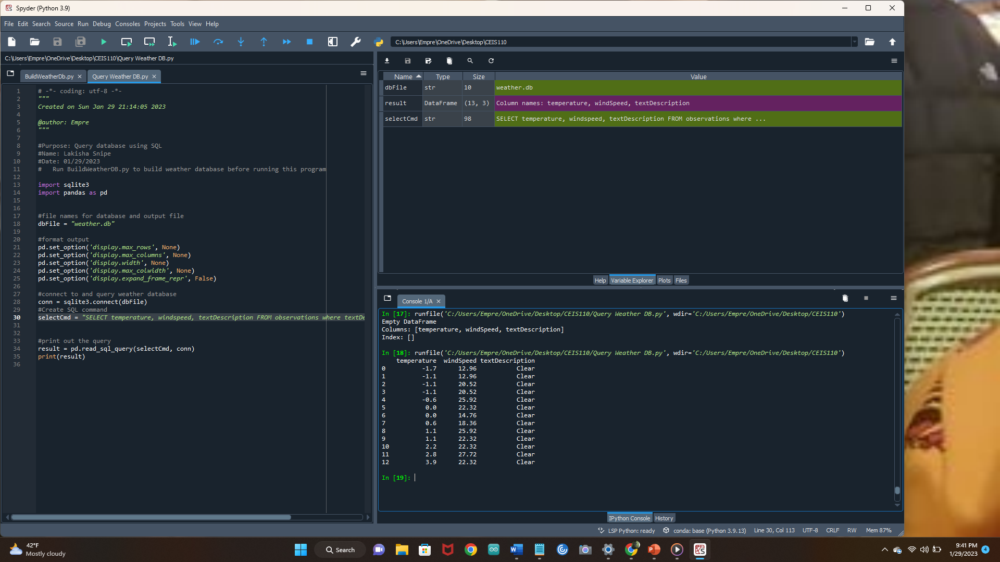 Spyder (Python 3.9)
File Edit Search Source Run Debug Consoles Projects Tools View Help
C:\Users\Empre\OneDrive\Desktop\CEIS110
C:\Users\Empre\OneDrive\Desktop\CEIS110\Query Weather DB.py
BuildWeatherDb.py Query Weather DB.py
1 # -*- coding: utf-8 -*-
2 """
3 Created on Sun Jan 29 21:14:05 2023
4
5 @author: Empre
6 """
7
8 #Purpose: Query database using SQL
9 #Name: Lakisha Snipe
10 #Date: 01/29/2023
11 #   Run BuildWeatherDB.py to build weather database before running this program
12
13 import sqlite3
14 import pandas as pd
15
16
17 #file names for database and output file
18 dbFile = "weather.db"
19
20 #format output
21 pd.set_option('display.max_rows', None)
22 pd.set_option('display.max_columns', None)
23 pd.set_option('display.width', None)
24 pd.set_option('display.max_colwidth', None)
25 pd.set_option('display.expand_frame_repr', False)
26
27 #connect to and query weather database
28 conn = sqlite3.connect(dbFile)
29 #Create SQL command
30 selectCmd = "SELECT temperature, windspeed, textDescription FROM observations where textDe
31
32
33 #print out the query
34 result = pd.read_sql_query(selectCmd, conn)
35 print(result)
36
Name Type Size Value
dbFile str 10 weather.db
result DataFrame (13, 3) Column names: temperature, windSpeed, textDescription
selectCmd str 98 SELECT temperature, windspeed, textDescription FROM observations where ...
Help Variable Explorer Plots Files
Console 1/A
In [17]: runfile('C:/Users/Empre/OneDrive/Desktop/CEIS110/Query Weather DB.py', wdir='C:/Users/Empre/OneDrive/Desktop/CEIS110')
Empty DataFrame
Columns: [temperature, windSpeed, textDescription]
Index: []
In [18]: runfile('C:/Users/Empre/OneDrive/Desktop/CEIS110/Query Weather DB.py', wdir='C:/Users/Empre/OneDrive/Desktop/CEIS110')
temperature windSpeed textDescription
0 -1.7 12.96 Clear
1 -1.1 12.96 Clear
2 -1.1 20.52 Clear
3 -1.1 20.52 Clear
4 -0.6 25.92 Clear
5 0.0 22.32 Clear
6 0.0 14.76 Clear
7 0.6 18.36 Clear
8 1.1 25.92 Clear
9 1.1 22.32 Clear
10 2.2 22.32 Clear
11 2.8 27.72 Clear
12 3.9 22.32 Clear
In [19]:
IPython Console History
LSP Python: ready conda: base (Python 3.9.13) Line 30, Col 113 UTF-8 CRLF RW Mem 87%
42°F
Mostly cloudy
Search
9:41 PM
1/29/2023
4